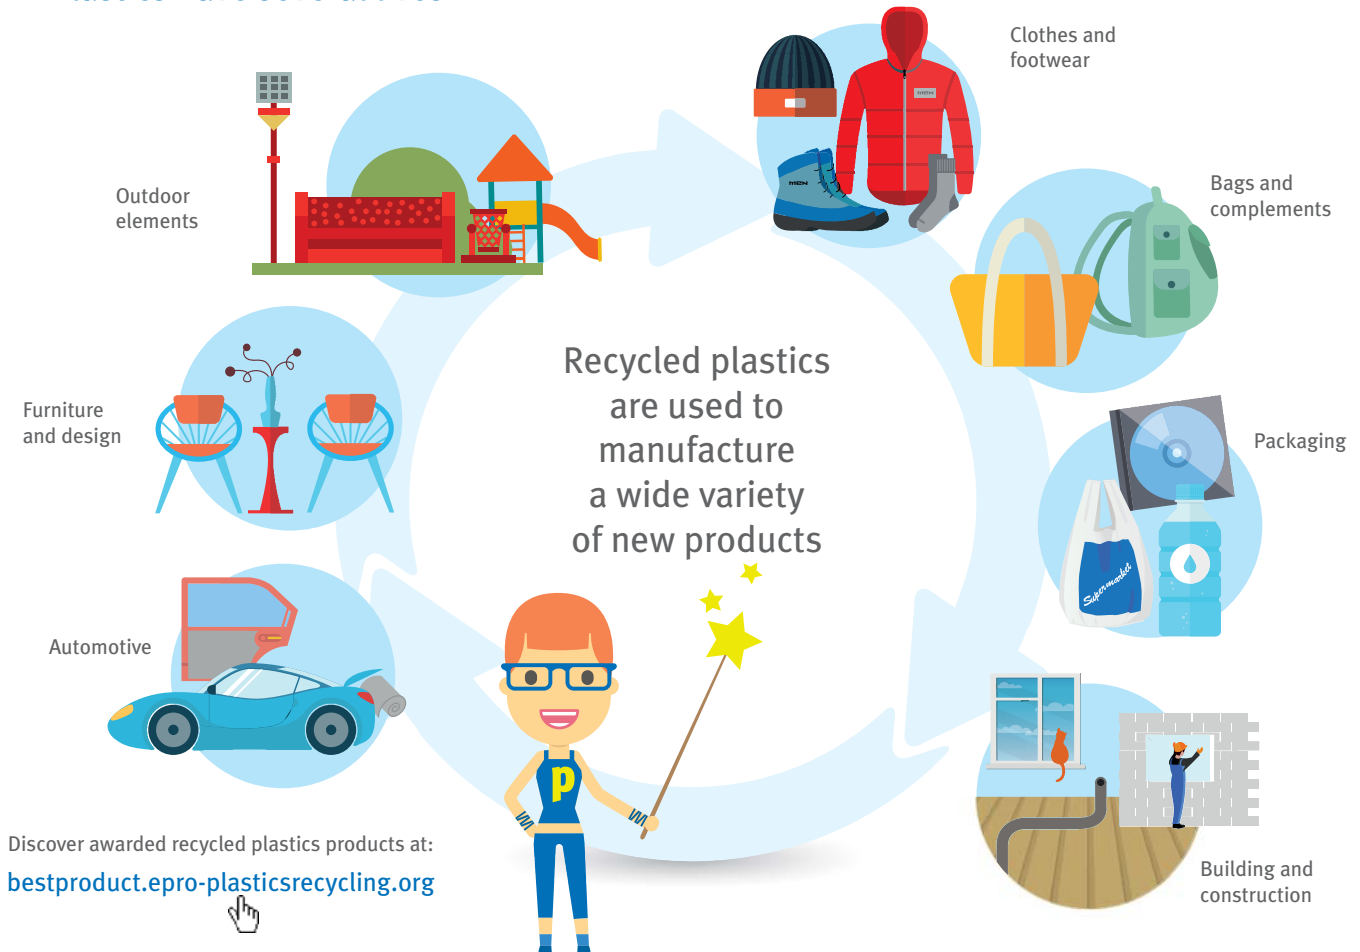 Clothes and
footwear
Outdoor
elements
Bags and
complements
Recycled plastics
are used to
manufacture
a wide variety
of new products
Furniture
and design
Packaging
Supermarket
Automotive
p
Discover awarded recycled plastics products at:
bestproduct.epro-plasticsrecycling.org
Building and
construction